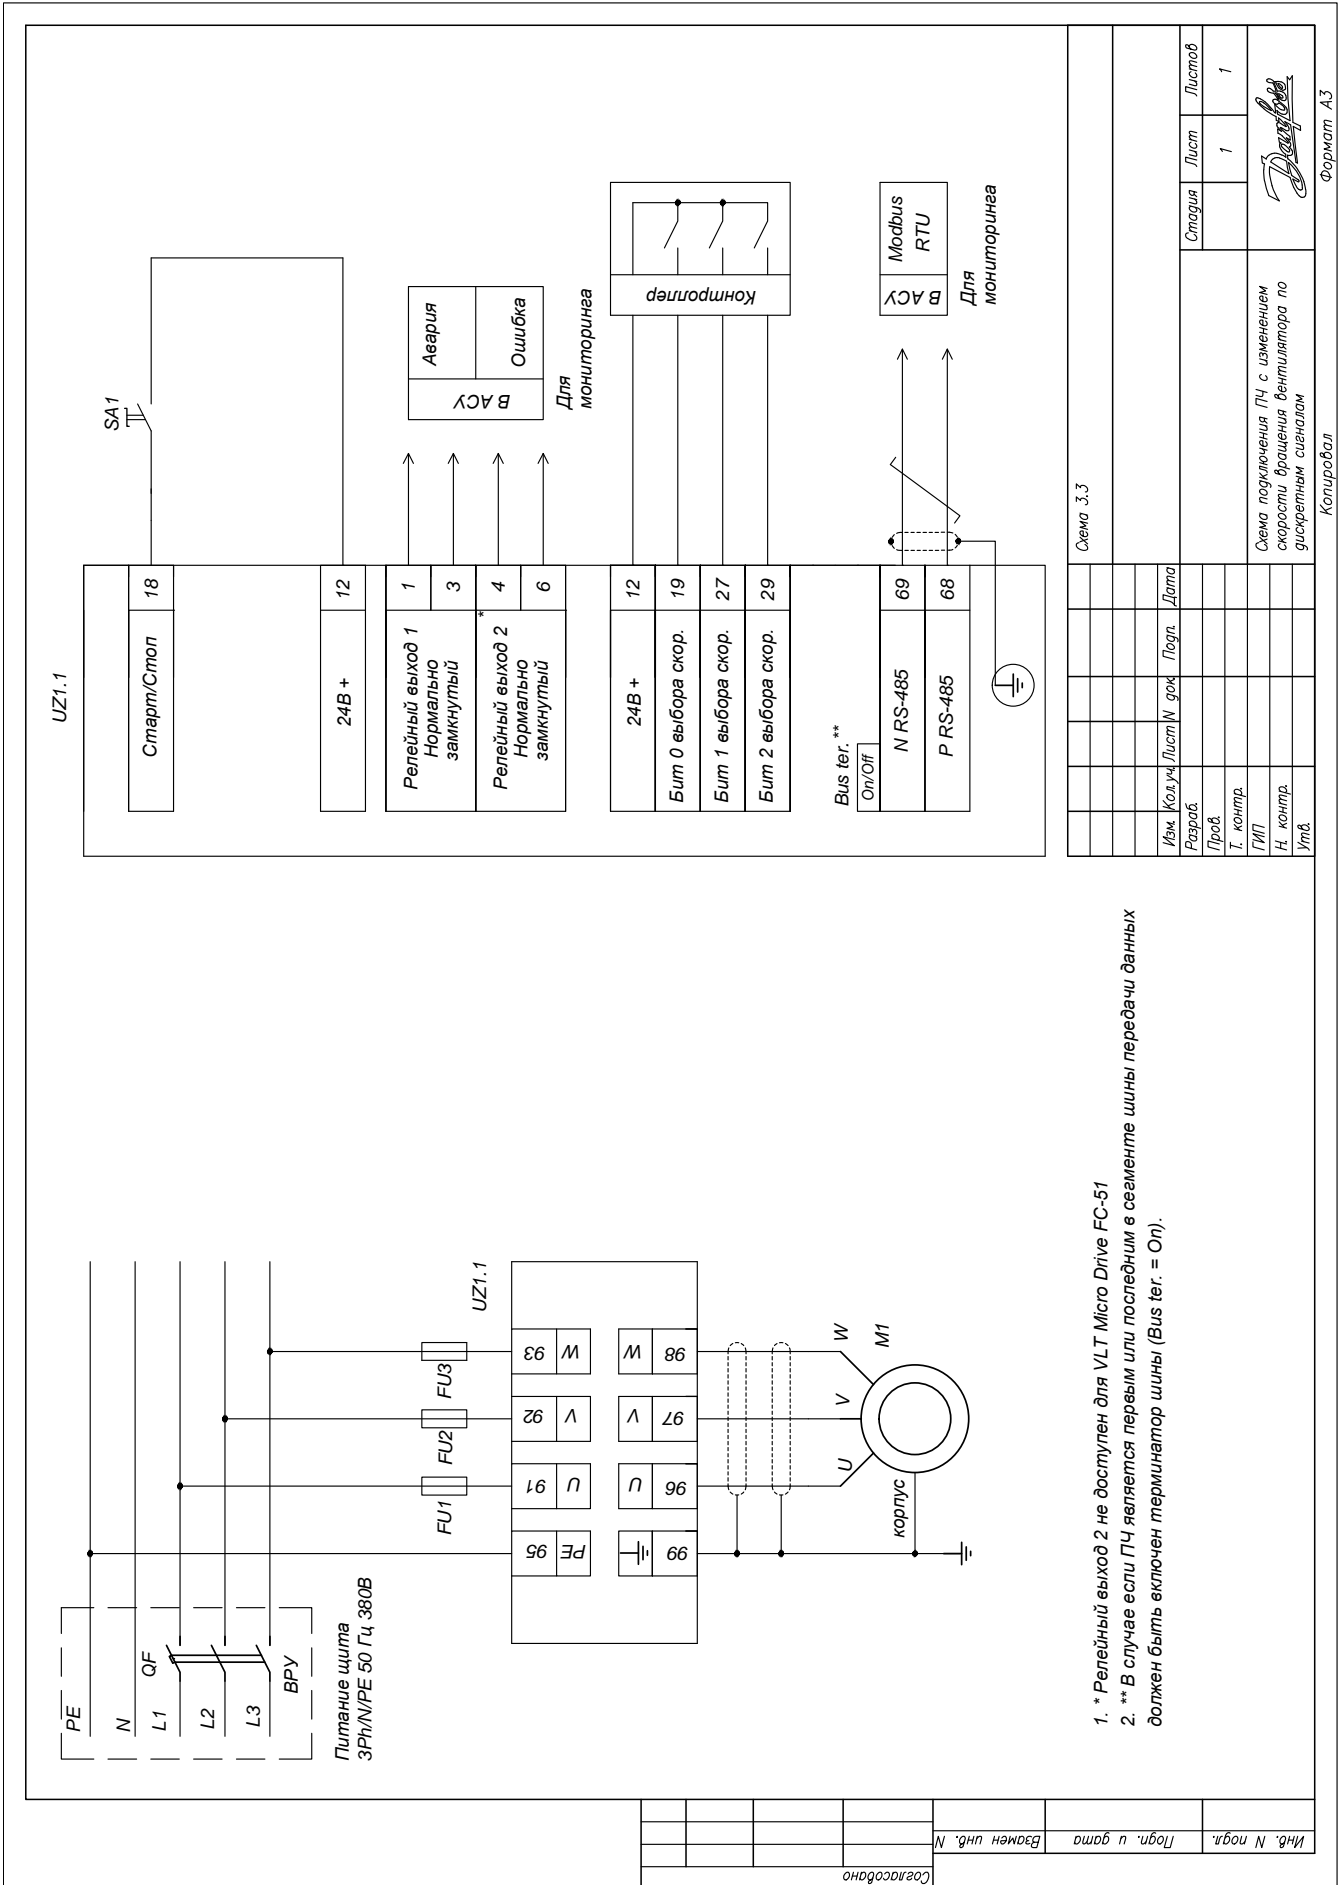 PE
N
L1
L2
L3
QF
ВРУ
Питание щита
3Ph/N/PE 50 Гц 380В
FU1
FU2
FU3
UZ1.1
95
91
92
93
PE
U
V
W
U
V
W
99
96
97
98
U
V
W
M1
корпус
1. * Релейный выход 2 не доступен для VLT Micro Drive FC-51
2. ** В случае если ПЧ является первым или последним в сегменте шины передачи данных
должен быть включен терминатор шины (Bus ter. = On).
UZ1.1
Старт/Стоп
18
SA1
24В +
12
Релейный выход 1
Нормально
замкнутый
1
3
Релейный выход 2
*
Нормально
замкнутый
4
6
В АСУ
Авария
Ошибка
Для
мониторинга
24В +
12
Бит 0 выбора скор.
19
Бит 1 выбора скор.
27
Бит 2 выбора скор.
29
Контроллер
Bus ter. **
On/Off
N RS-485
69
P RS-485
68
В АСУ
Modbus
RTU
Для
мониторинга
Схема 3.3
Изм.
Кол.уч.
Лист
N док.
Подп.
Дата
Разраб.
Пров.
Т. контр.
ГИП
Н. контр.
Утв.
Схема подключения ПЧ с изменением
скорости вращения вентилятора по
дискретным сигналам
Стадия
Лист
Листов
1
1
Danfoss
Копировал
Формат А3
Согласовано
Взамен инв. N
Подп. и дата
Инв. N подл.